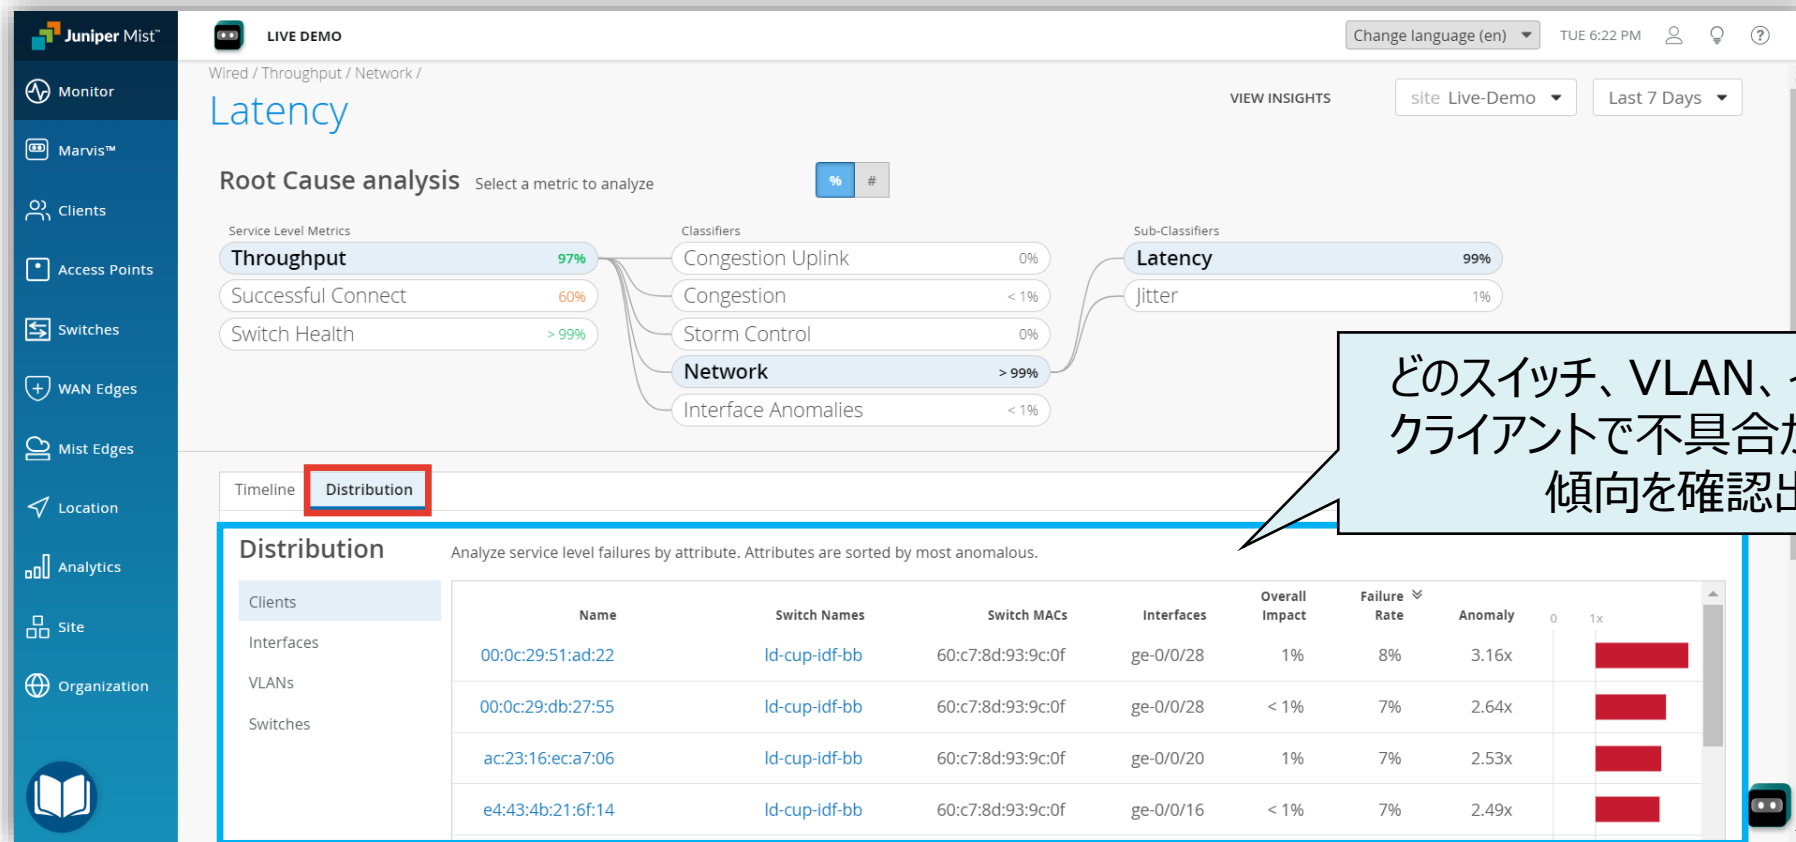 Juniper Mist™
LIVE DEMO
Change language (en)
TUE 6:22 PM
Monitor
Marvis™
Clients
Access Points
Switches
WAN Edges
Mist Edges
Location
Analytics
Site
Organization
Wired / Throughput / Network /
Latency
VIEW INSIGHTS
site Live-Demo
Last 7 Days
Root Cause analysis Select a metric to analyze
% #
Service Level Metrics
Throughput 97%
Successful Connect 60%
Switch Health > 99%
Classifiers
Congestion Uplink 0%
Congestion < 1%
Storm Control 0%
Network > 99%
Interface Anomalies < 1%
Sub-Classifiers
Latency 99%
Jitter 1%
どのスイッチ、VLAN、
クライアントで不具合が
傾向を確認出
Timeline Distribution
Distribution Analyze service level failures by attribute. Attributes are sorted by most anomalous.
Clients
Interfaces
VLANs
Switches
Name Switch Names Switch MACs Interfaces Overall Impact Failure Rate Anomaly 0 1x
00:0c:29:51:ad:22 ld-cup-idf-bb 60:c7:8d:93:9c:0f ge-0/0/28 1% 8% 3.16x
00:0c:29:db:27:55 ld-cup-idf-bb 60:c7:8d:93:9c:0f ge-0/0/28 < 1% 7% 2.64x
ac:23:16:ec:a7:06 ld-cup-idf-bb 60:c7:8d:93:9c:0f ge-0/0/20 1% 7% 2.53x
e4:43:4b:21:6f:14 ld-cup-idf-bb 60:c7:8d:93:9c:0f ge-0/0/16 < 1% 7% 2.49x